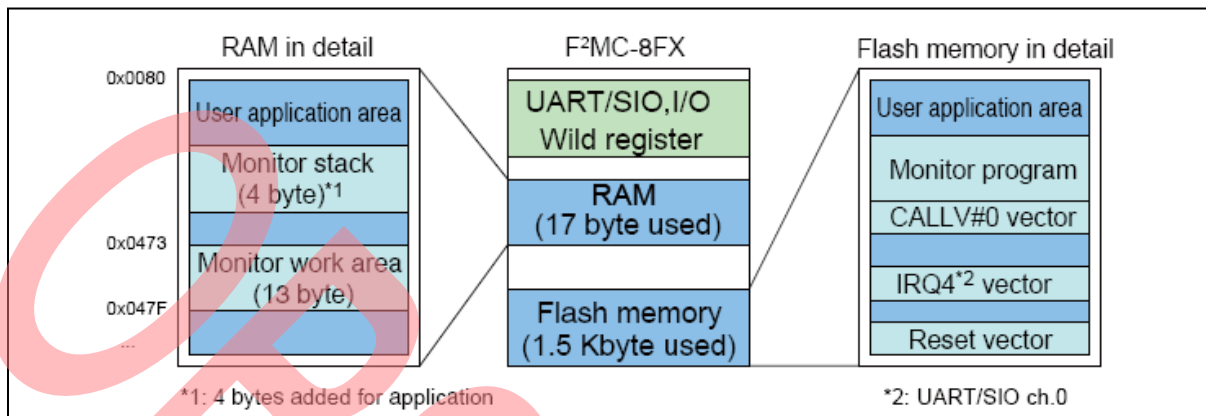 RAM in detail
0x0080
User application area
Monitor stack
(4 byte)*1
0x0473
Monitor work area
(13 byte)
0x047F
...
*1: 4 bytes added for application
F²MC-8FX
UART/SIO,I/O
Wild register
RAM
(17 byte used)
Flash memory
(1.5 Kbyte used)
Flash memory in detail
User application area
Monitor program
CALLV#0 vector
IRQ4*2 vector
Reset vector
*2: UART/SIO ch.0